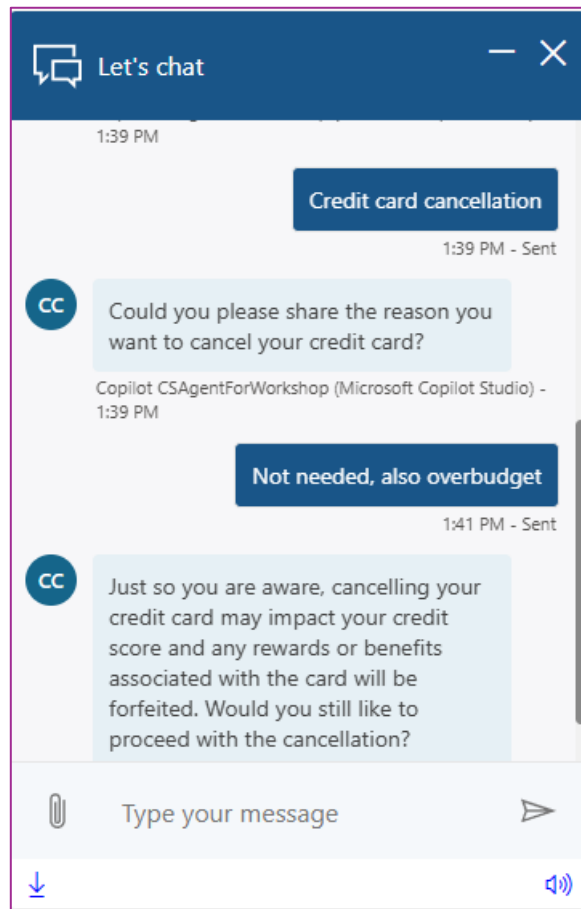 Let's chat
1:39 PM
Credit card cancellation
1:39 PM - Sent
CC
Could you please share the reason you
want to cancel your credit card?
Copilot CSAgentForWorkshop (Microsoft Copilot Studio) -
1:39 PM
Not needed, also overbudget
1:41 PM - Sent
CC
Just so you are aware, cancelling your
credit card may impact your credit
score and any rewards or benefits
associated with the card will be
forfeited. Would you still like to
proceed with the cancellation?
Type your message